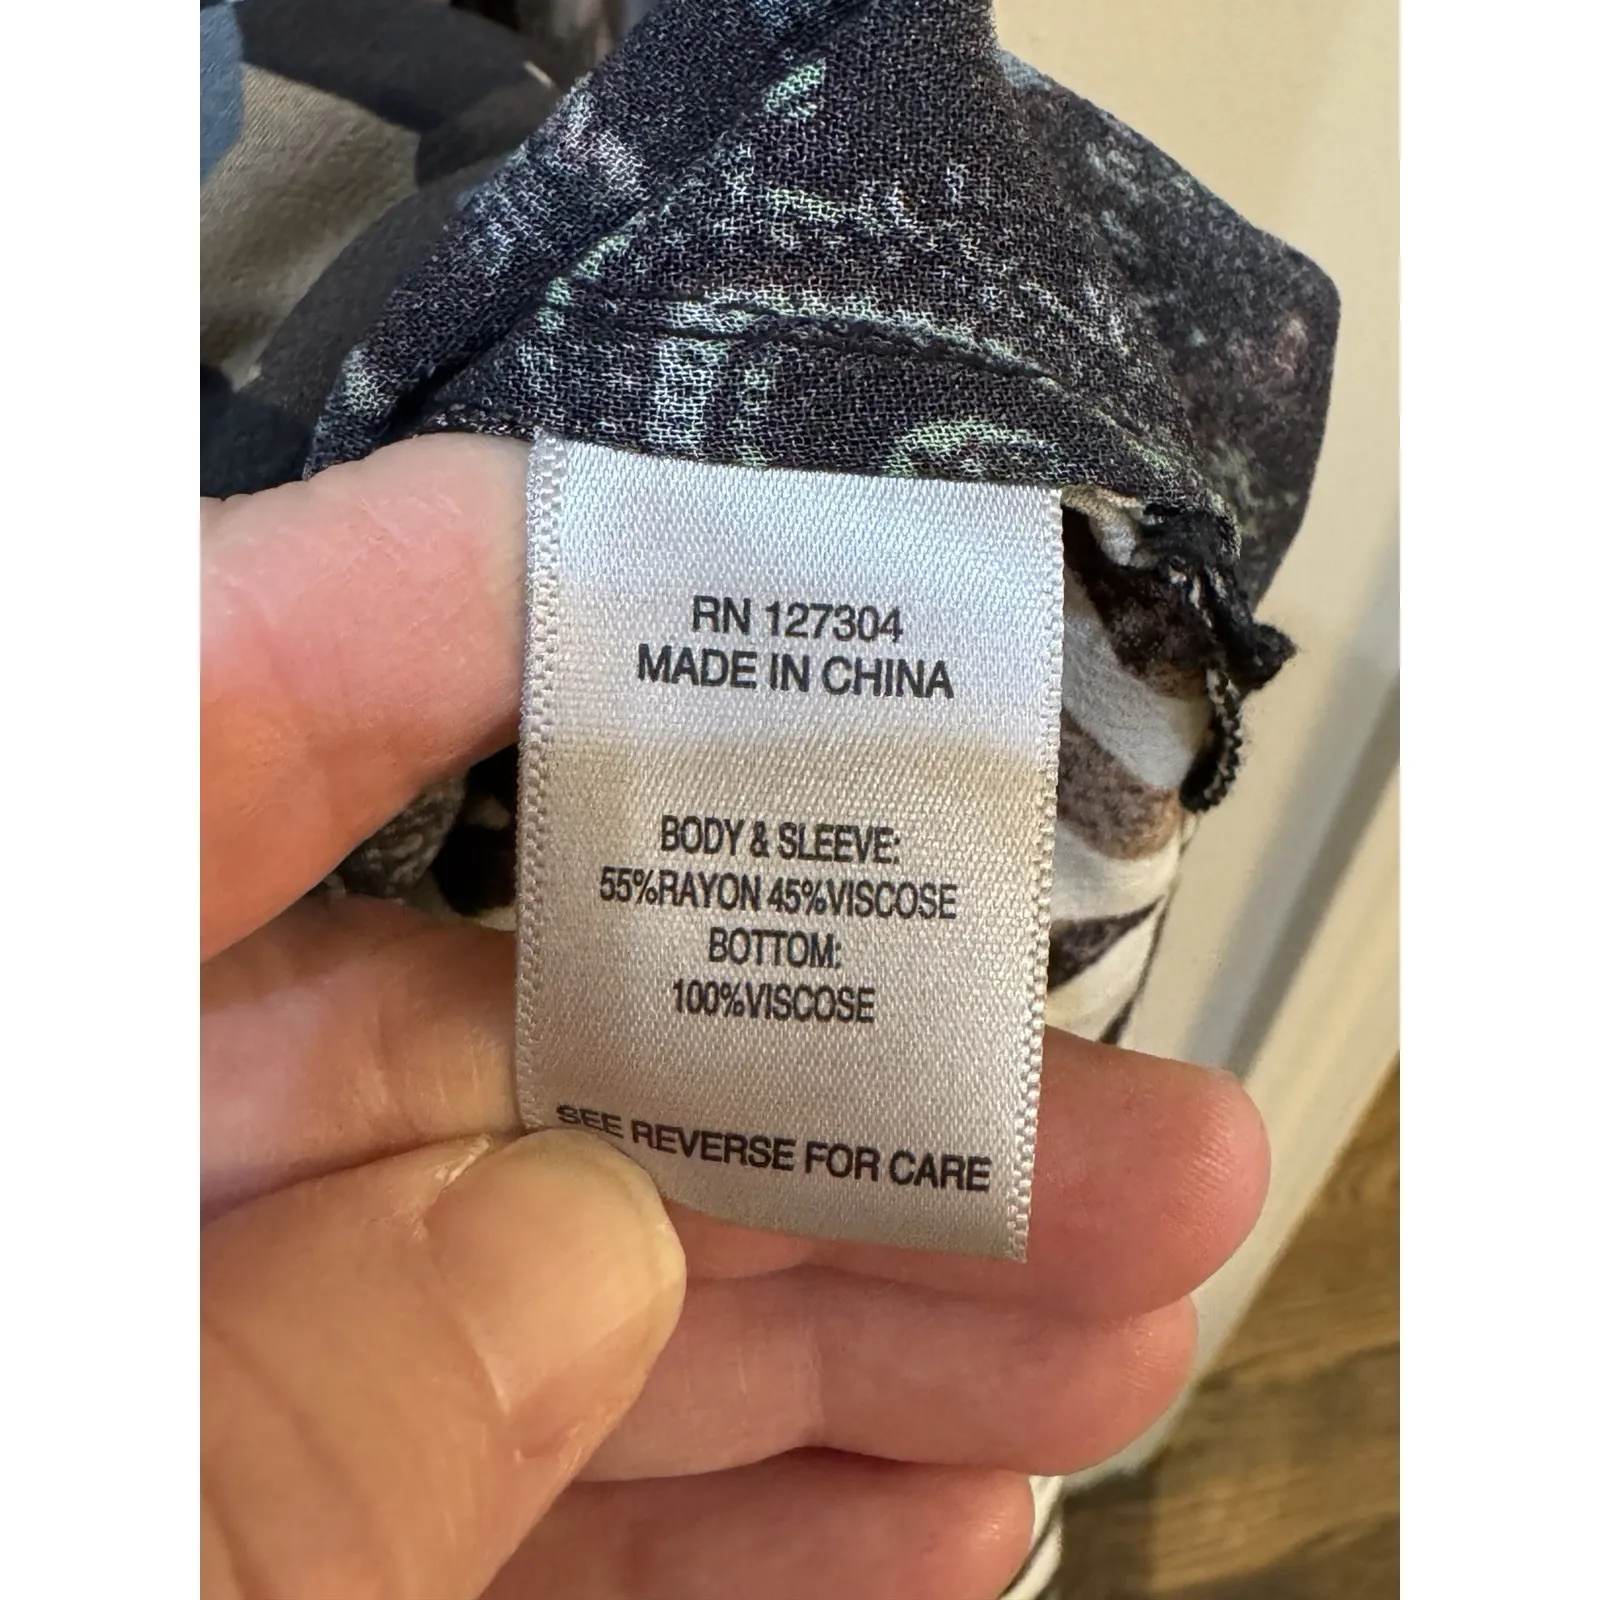 RN 127304
MADE IN CHINA
BODY & SLEEVE:
55%RAYON 45%VISCOSE
BOTTOM:
100%VISCOSE
SEE REVERSE FOR CARE